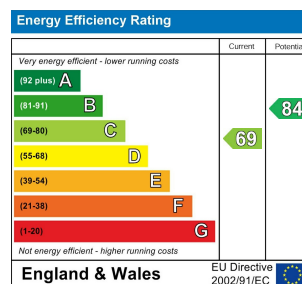 Energy Efficiency Rating
Current Potential
Very energy efficient - lower running costs
(92 plus) A
(81-91) B
84
(69-80) C
69
(55-68) D
(39-54) E
(21-38) F
(1-20) G
Not energy efficient - higher running costs
England & Wales
EU Directive
2002/91/EC